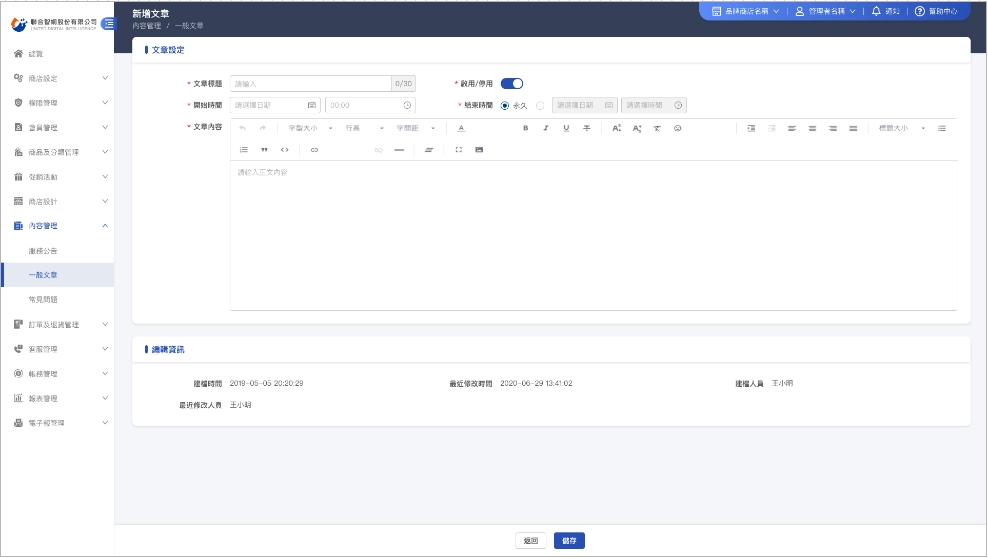 聯合智網股份有限公司
UNITED DIGITAL INTELLIGENCE
新增文章
內容管理 / 一般文章
品牌商店名稱
管理者名稱
通知
幫助中心
總覽
商店設定
權限管理
會員管理
商品及分類管理
促銷活動
商店設計
內容管理
服務公告
一般文章
常見問題
訂單及退貨管理
客服管理
帳務管理
報表管理
電子報管理
文章設定
* 文章標題 請輸入 0/30
* 啟用/停用
* 開始時間 請選擇日期 00:00
* 結束時間 永久 請選擇日期 請選擇時間
* 文章內容
字型大小 行高 字間距 A B I U T 標題大小
請輸入正文內容
編輯資訊
建檔時間 2019-05-05 20:20:29
最近修改時間 2020-06-29 13:41:02
建檔人員 王小明
最近修改人員 王小明
返回
儲存